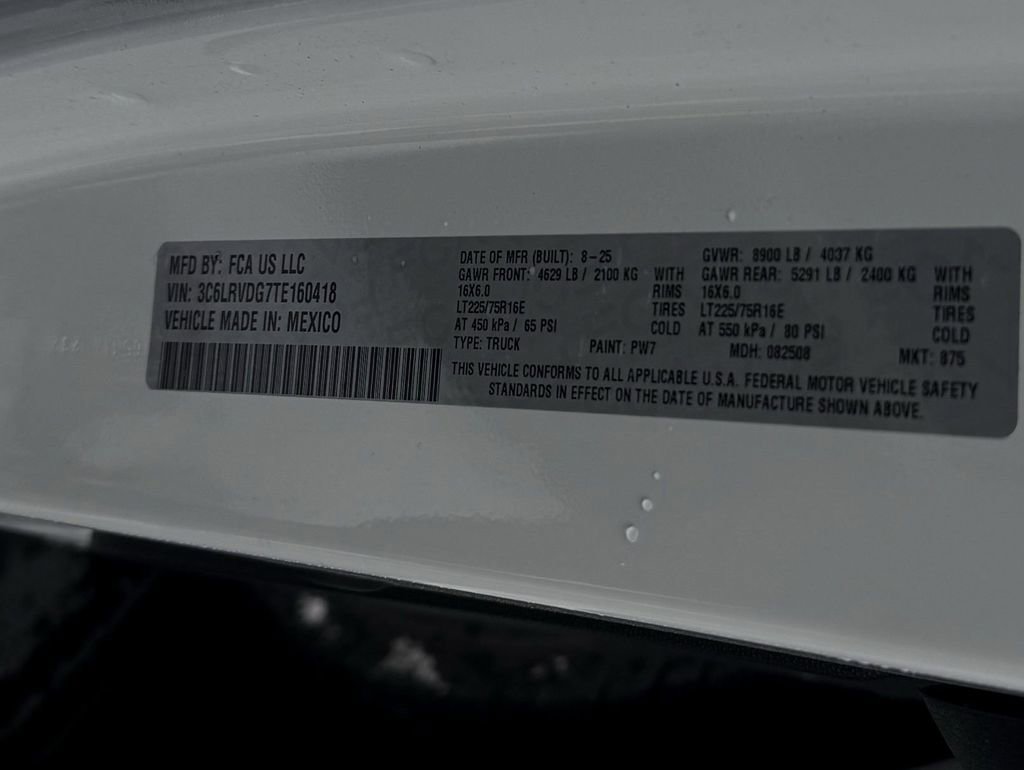 MFD BY: FCA US LLC
VIN: 3C6LRVDG7TE160418
VEHICLE MADE IN: MEXICO
DATE OF MFR (BUILT): 8-25
GVWR: 8900 LB / 4037 KG
GAWR FRONT: 4629 LB / 2100 KG WITH
16X6.0 RIMS
LT225/75R16E TIRES
AT 450 kPa / 65 PSI COLD
GAWR REAR: 5291 LB / 2400 KG WITH
16X6.0 RIMS
LT225/75R16E TIRES
AT 550 kPa / 80 PSI COLD
TYPE: TRUCK PAINT: PW7 MDH: 082508 MKT: 875
THIS VEHICLE CONFORMS TO ALL APPLICABLE U.S.A. FEDERAL MOTOR VEHICLE SAFETY
STANDARDS IN EFFECT ON THE DATE OF MANUFACTURE SHOWN ABOVE.